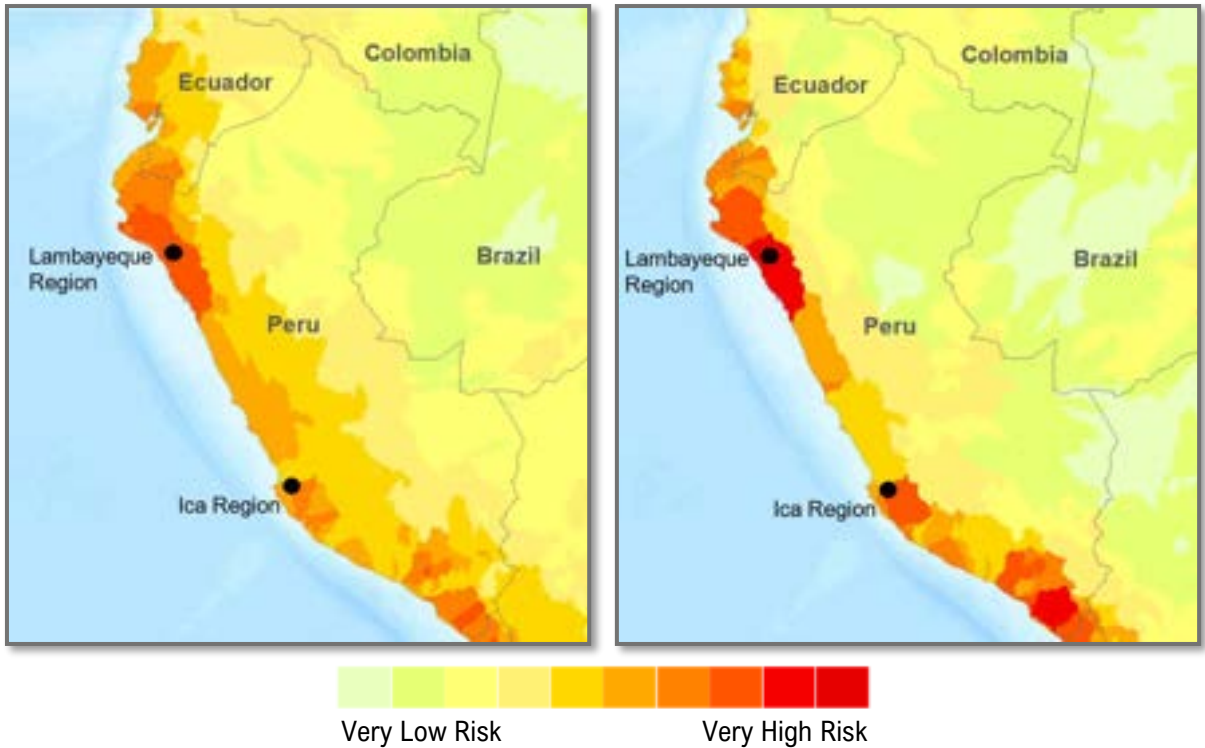 Colombia
Ecuador
Lambayeque
Region
Brazil
Peru
Ica Region
Colombia
Ecuador
Lambayeque
Region
Brazil
Peru
Ica Region
Very Low Risk
Very High Risk